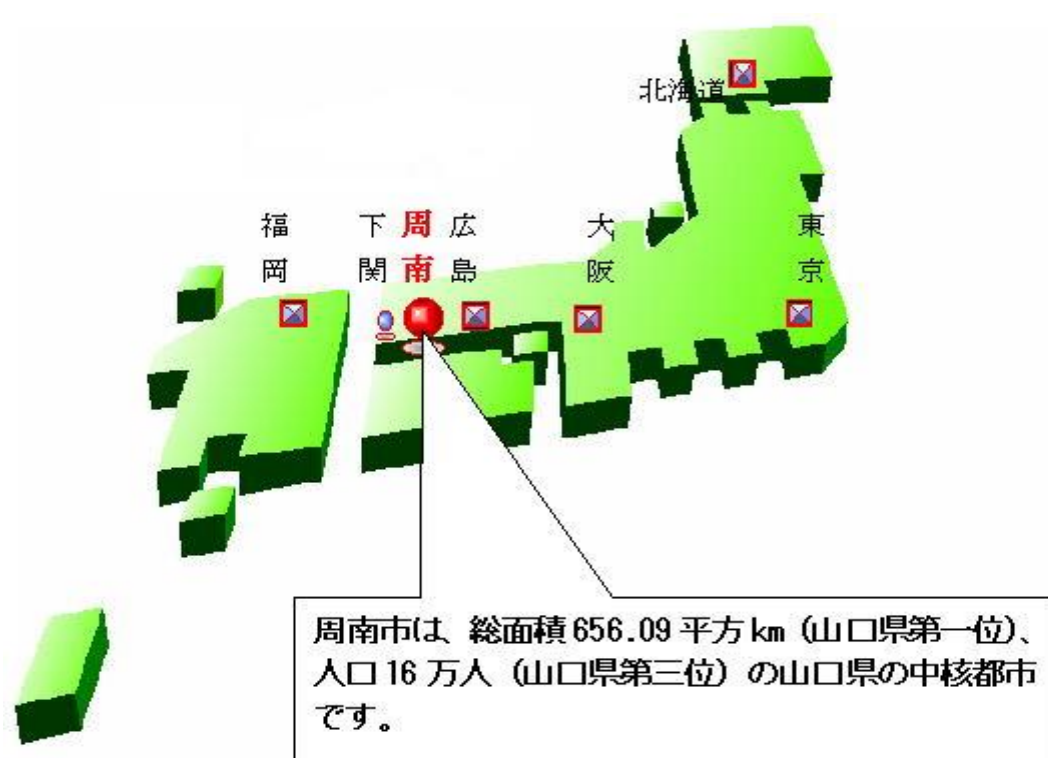 北海道
福岡
下関
周南
広島
大阪
東京
周南市は、総面積656.09平方km（山口県第一位）、
人口16万人（山口県第三位）の山口県の中核都市
です。